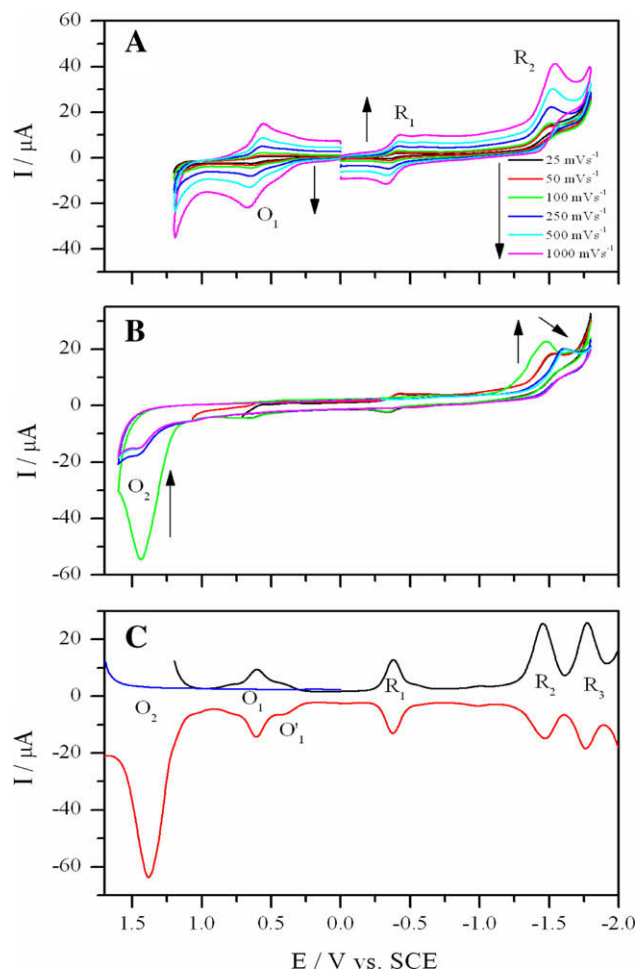 A
60
40
20
0
-20
-40
I / μA
R₁
R₂
O₁
25 mVs⁻¹
50 mVs⁻¹
100 mVs⁻¹
250 mVs⁻¹
500 mVs⁻¹
1000 mVs⁻¹
B
20
0
-20
-40
-60
I / μA
O₂
C
20
0
-20
-40
-60
I / μA
O₂
O₁
O'₁
R₁
R₂
R₃
1.5 1.0 0.5 0.0 -0.5 -1.0 -1.5 -2.0
E / V vs. SCE